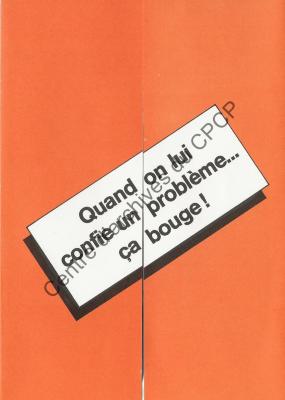 Quand on lui
confie un problème...
ça bouge !
Centre d'archives du CPCP